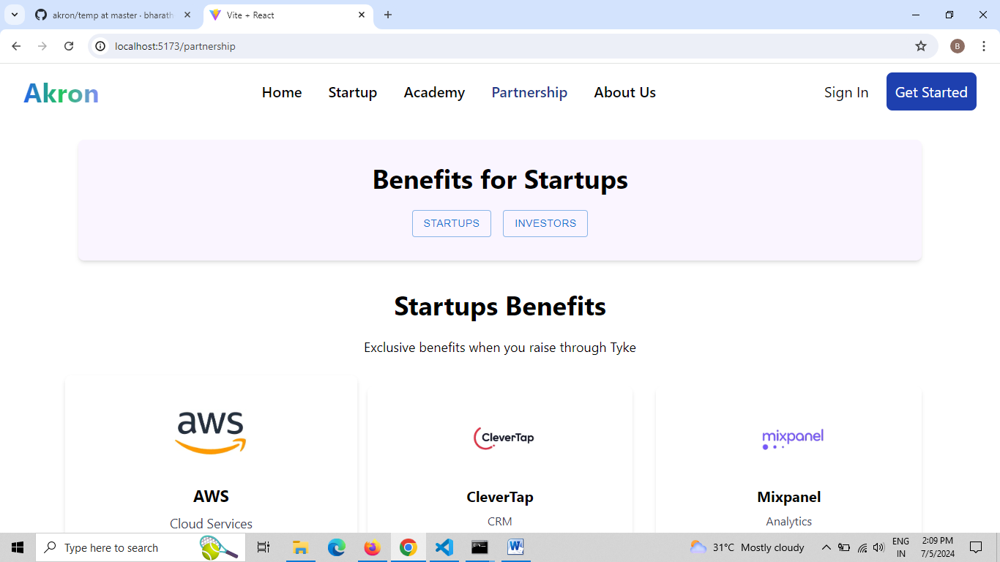 akron/temp at master · bharath
Vite + React
localhost:5173/partnership
B
Akron
Home
Startup
Academy
Partnership
About Us
Sign In
Get Started
Benefits for Startups
STARTUPS
INVESTORS
Startups Benefits
Exclusive benefits when you raise through Tyke
aws
CleverTap
mixpanel
AWS
CleverTap
Mixpanel
Cloud Services
CRM
Analytics
Type here to search
31°C Mostly cloudy
ENG
IN
2:09 PM
7/5/2024